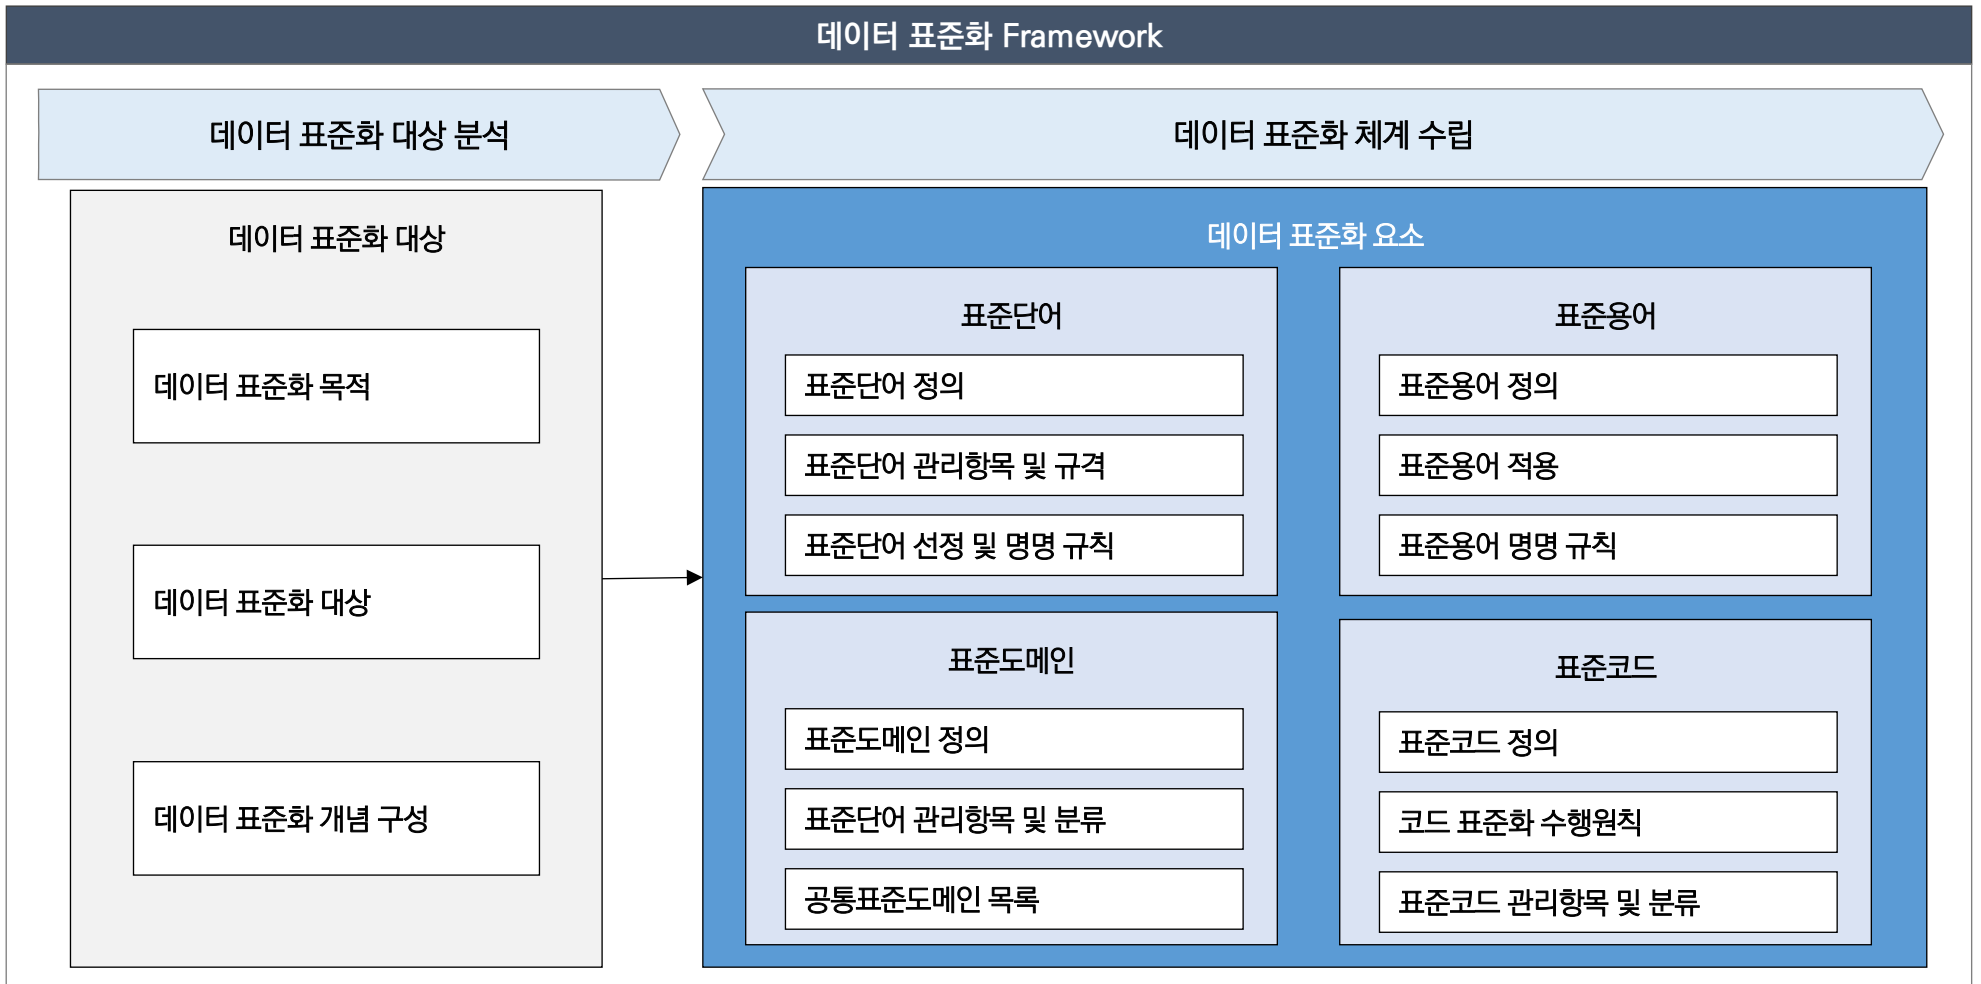 데이터 표준화 Framework
데이터 표준화 대상 분석
데이터 표준화 체계 수립
데이터 표준화 대상
데이터 표준화 목적
데이터 표준화 대상
데이터 표준화 개념 구성
데이터 표준화 요소
표준단어
표준단어 정의
표준단어 관리항목 및 규격
표준단어 선정 및 명명 규칙
표준용어
표준용어 정의
표준용어 적용
표준용어 명명 규칙
표준도메인
표준도메인 정의
표준단어 관리항목 및 분류
공통표준도메인 목록
표준코드
표준코드 정의
코드 표준화 수행원칙
표준코드 관리항목 및 분류